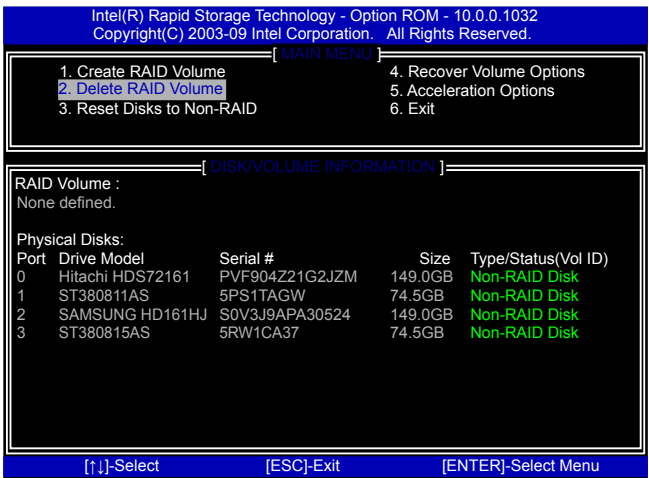 Intel(R) Rapid Storage Technology - Option ROM - 10.0.0.1032
Copyright(C) 2003-09 Intel Corporation. All Rights Reserved.
[ MAIN MENU ]
1. Create RAID Volume
2. Delete RAID Volume
3. Reset Disks to Non-RAID
4. Recover Volume Options
5. Acceleration Options
6. Exit
[ DISK/VOLUME INFORMATION ]
RAID Volume :
None defined.
Physical Disks:
Port Drive Model Serial # Size Type/Status(Vol ID)
0 Hitachi HDS72161 PVF904Z21G2JZM 149.0GB Non-RAID Disk
1 ST380811AS 5PS1TAGW 74.5GB Non-RAID Disk
2 SAMSUNG HD161HJ S0V3J9APA30524 149.0GB Non-RAID Disk
3 ST380815AS 5RW1CA37 74.5GB Non-RAID Disk
[↑↓]-Select [ESC]-Exit [ENTER]-Select Menu